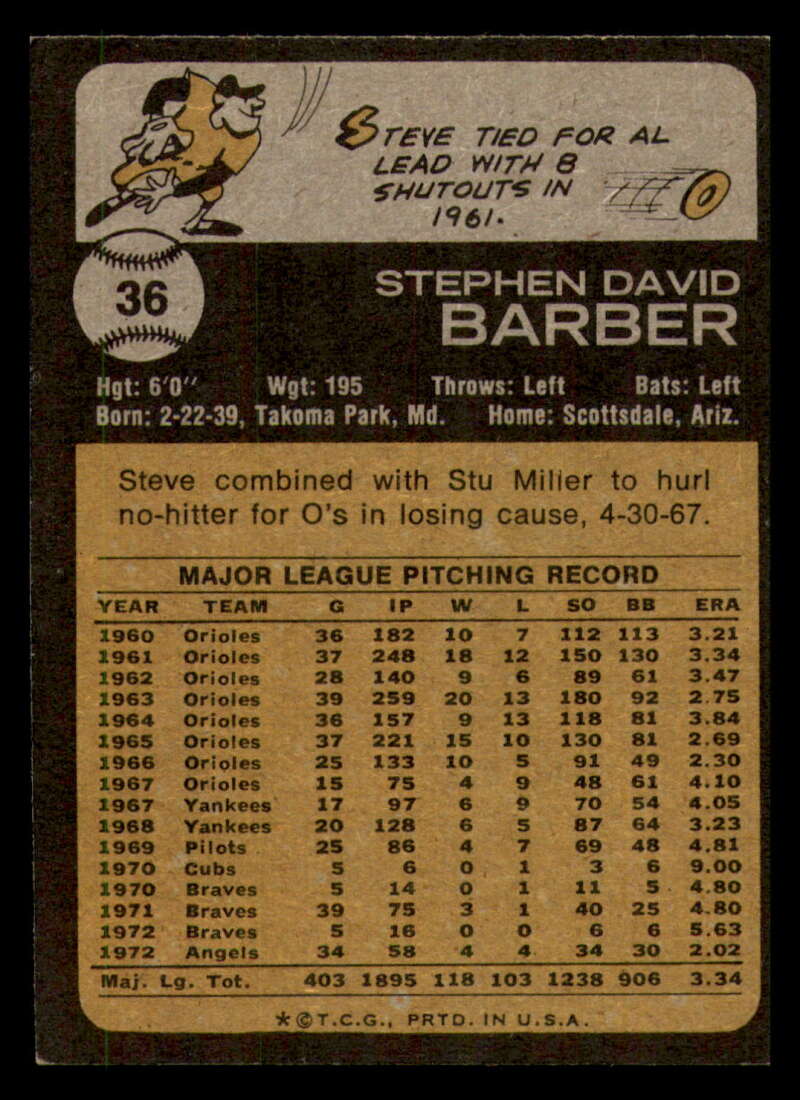 STEVE TIED FOR AL
LEAD WITH 8
SHUTOUTS IN
1961.
36
STEPHEN DAVID
BARBER
Hgt: 6'0" Wgt: 195 Throws: Left Bats: Left
Born: 2-22-39, Takoma Park, Md. Home: Scottsdale, Ariz.
Steve combined with Stu Miller to hurl
no-hitter for O's in losing cause, 4-30-67.
MAJOR LEAGUE PITCHING RECORD
YEAR TEAM G IP W L SO BB ERA
1960 Orioles 36 182 10 7 112 113 3.21
1961 Orioles 37 248 18 12 150 130 3.34
1962 Orioles 28 140 9 6 89 61 3.47
1963 Orioles 39 259 20 13 180 92 2.75
1964 Orioles 36 157 9 13 118 81 3.84
1965 Orioles 37 221 15 10 130 81 2.69
1966 Orioles 25 133 10 5 91 49 2.30
1967 Orioles 15 75 4 9 48 61 4.10
1967 Yankees 17 97 6 9 70 54 4.05
1968 Yankees 20 128 6 5 87 64 3.23
1969 Pilots 25 86 4 7 69 48 4.81
1970 Cubs 5 6 0 1 3 6 9.00
1970 Braves 5 14 0 1 11 5 4.80
1971 Braves 39 75 3 1 40 25 4.80
1972 Braves 5 16 0 0 6 6 5.63
1972 Angels 34 58 4 4 34 30 2.02
Maj. Lg. Tot. 403 1895 118 103 1238 906 3.34
*©T.C.G., PRTD. IN U.S.A.